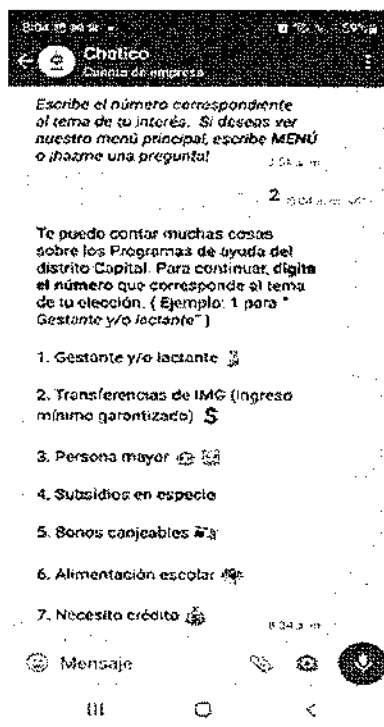 Chatico
Cuenta de empresa
Escribe el número correspondiente
al tema de tu interés. Si deseas ver
nuestro menú principal, escribe MENÚ
o ¡hazme una pregunta!
2
Te puedo contar muchas cosas
sobre los Programas de ayuda del
distrito Capital. Para continuar, digita
el número que corresponde al tema
de tu elección. ( Ejemplo: 1 para "
Gestante y/o lactante" )
1. Gestante y/o lactante
2. Transferencias de IMG (Ingreso
mínimo garantizado) $
3. Persona mayor
4. Subsidios en especie
5. Bonos canjeables
6. Alimentación escolar
7. Necesito crédito
8:04 a. m.
Mensaje